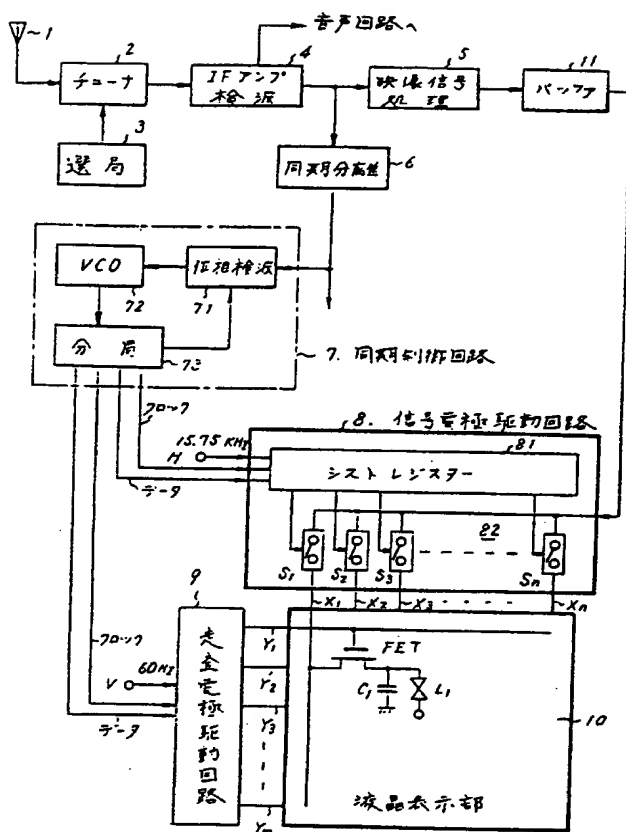 1
2
チューナ
3
選局
音声回路へ
4
IFアンプ
検波
5
映像信号
処理
11
バッファ
同期分離
6
VCO
72
位相検波
71
分周
73
7. 同期制御回路
クロック
15.75 KHz
H
データ
8. 信号電極駆動回路
81
シフトレジスター
82
S1
S2
S3
Sn
X1
X2
X3
Xn
9
走査電極駆動回路
クロック
60Hz
V
データ
Y1
Y2
Y3
Ym
FET
C1
L1
10
液晶表示部